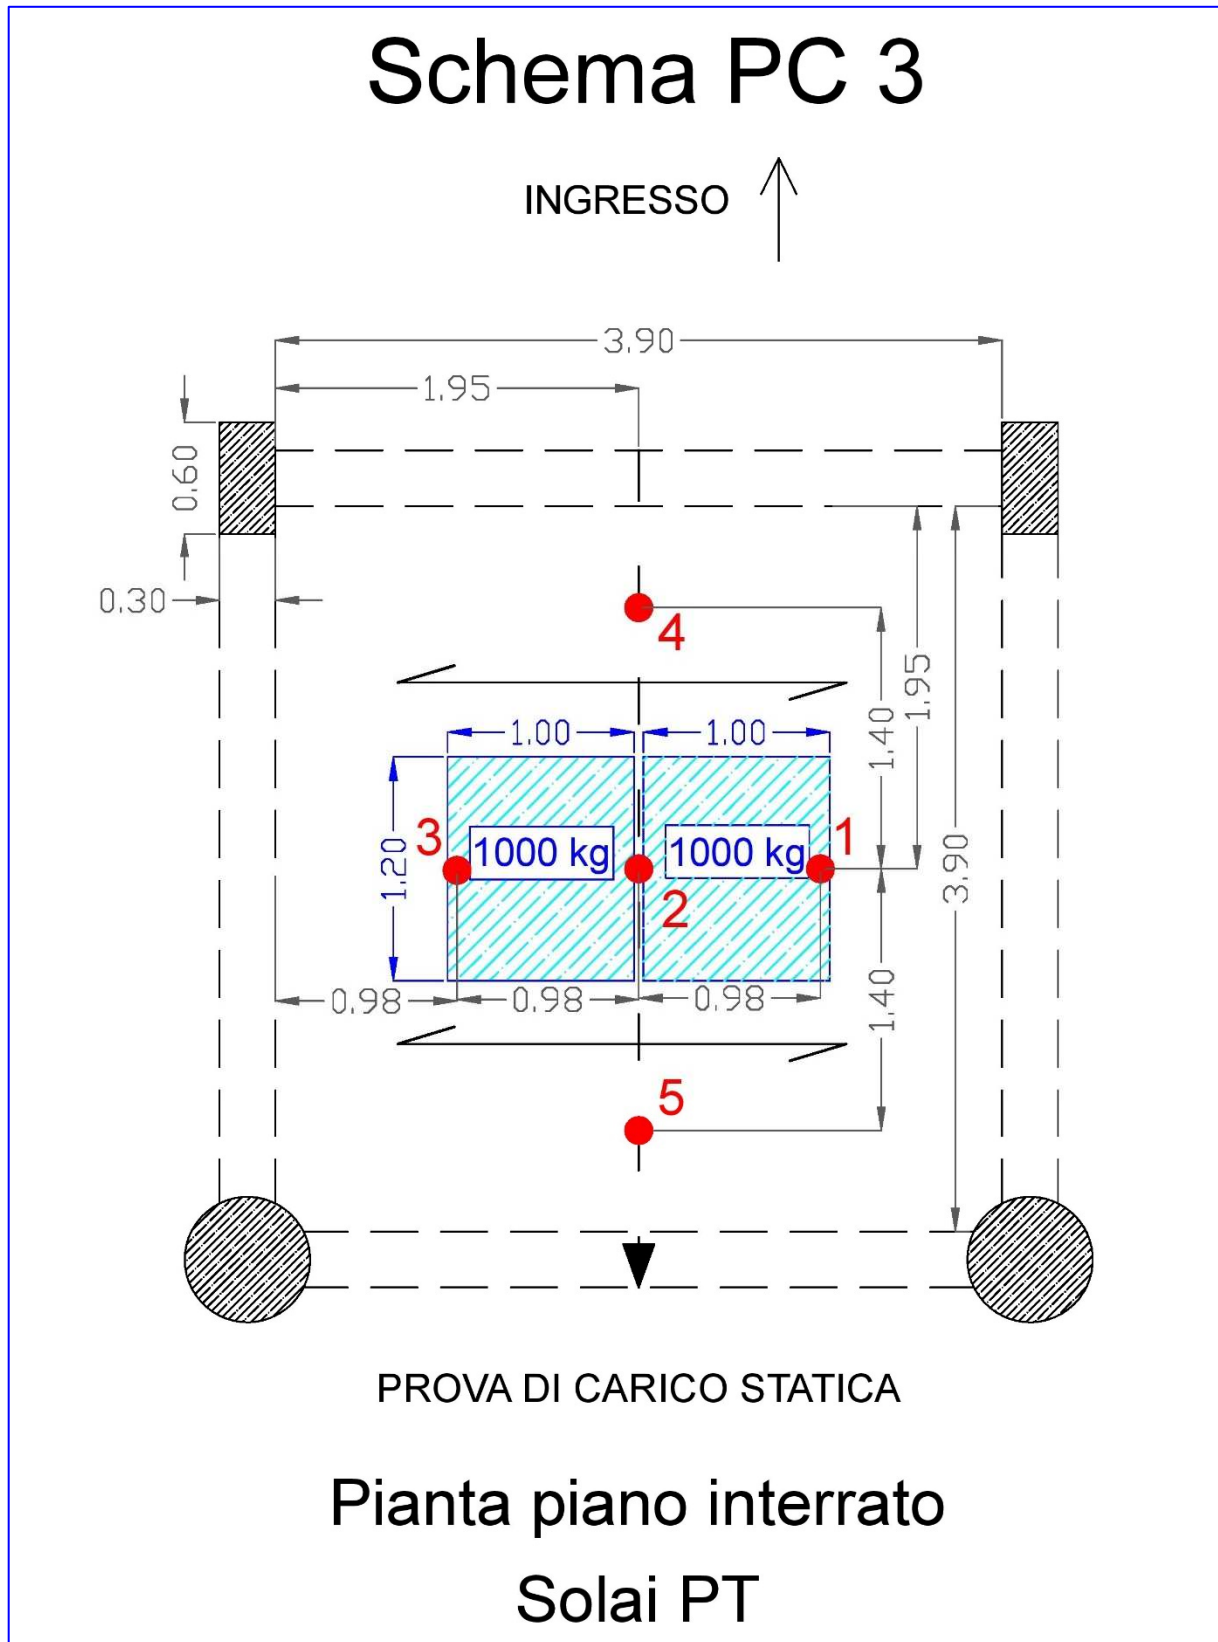 Schema PC 3
INGRESSO
3.90
1.95
0.60
0.30
4
1.95
1.40
1.00
1.00
3
1000 kg
1000 kg
1
1.20
2
3.90
0.98
0.98
0.98
1.40
5
PROVA DI CARICO STATICA
Pianta piano interrato
Solai PT